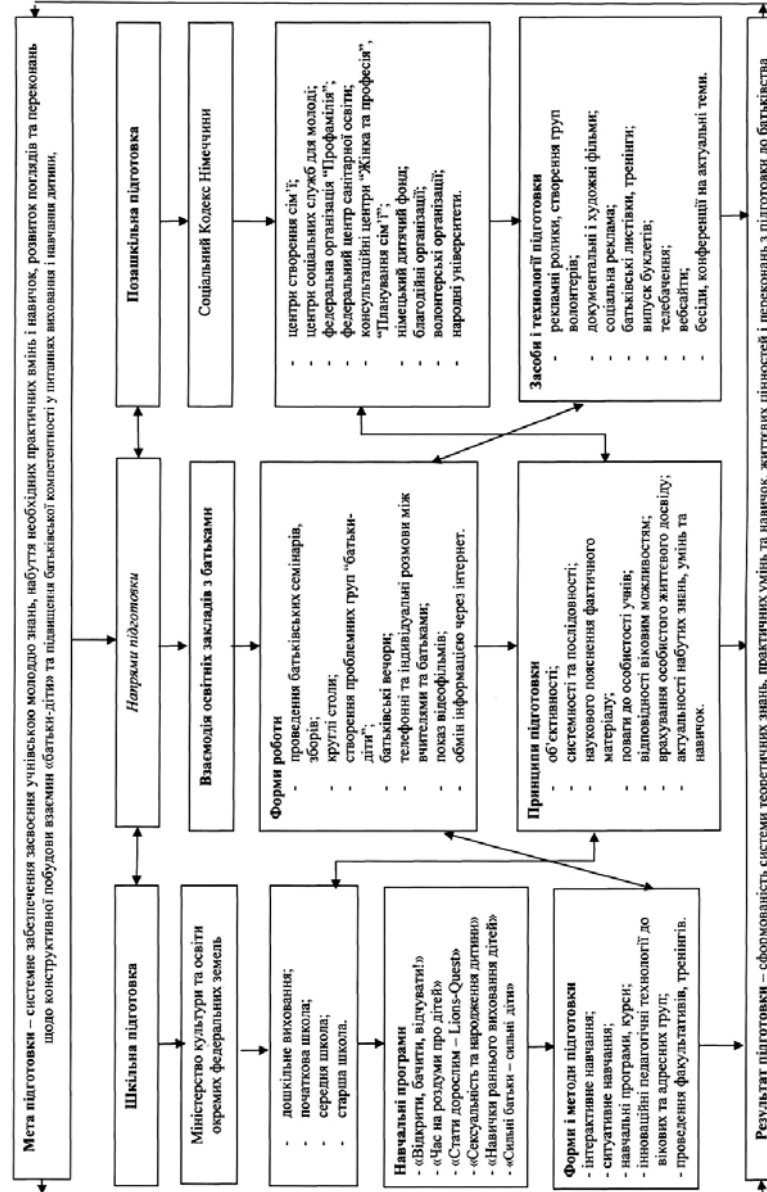 Мета підготовки – системне забезпечення засвоєння учнівською молоддю знань, набуття необхідних практичних вмінь і навичок, розвиток поглядів та переконань
щодо конструктивної побудови взаємин «батьки-діти» та підвищення батьківської компетентності у питаннях виховання і навчання дитини,
Шкільна підготовка
Напрями підготовки
Позашкільна підготовка
Міністерство культури та освіти
окремих федеральних земель
Взаємодія освітніх закладів з батьками
Соціальний Кодекс Німеччини
- дошкільне виховання;
- початкова школа;
- середня школа;
- старша школа.
Навчальні програми
- «Відкрити, бачити, відчувати!»
- «Час на роздуми про дітей»
- «Стати дорослим – Lions-Quest»
- «Сексуальність та народження дитини»
- «Навички раннього виховання дітей»
- «Сильні батьки – сильні діти»
Форми і методи підготовки
- інтерактивне навчання;
- ситуативне навчання;
- навчальні програми, курси;
- інноваційні педагогічні технології до
вікових та адресних груп;
- проведення факультативів, тренінгів.
Форми роботи
- проведення батьківських семінарів,
зборів;
- круглі столи;
- створення проблемних груп “батьки-
діти”;
- батьківські вечори;
- телефонні та індивідуальні розмови між
вчителями та батьками;
- показ відеофільмів;
- обмін інформацією через інтернет.
Принципи підготовки
- об’єктивності;
- системності та послідовності;
- наукового пояснення фактичного
матеріалу;
- поваги до особистості учнів;
- відповідності віковим можливостям;
- врахування особистого життєвого досвіду;
- актуальності набутих знань, умінь та
навичок.
- центри створення сім’ї;
- центри соціальних служб для молоді;
- федеральна організація “Профамілія”;
- федеральний центр санітарної освіти;
- консультаційні центри “Жінка та професія”,
“Планування сім’ї”;
- німецький дитячий фонд;
- благодійні організації;
- волонтерські організації;
- народні університети.
Засоби і технології підготовки
- рекламні ролики, створення груп
волонтерів;
- документальні і художні фільми;
- соціальна реклама;
- батьківські листівки, тренінги;
- випуск буклетів;
- телебачення;
- вебсайти;
- бесіди, конференції на актуальні теми.
Результат підготовки – сформованість системи теоретичних знань, практичних умінь та навичок, життєвих цінностей і переконань з підготовки до батьківства